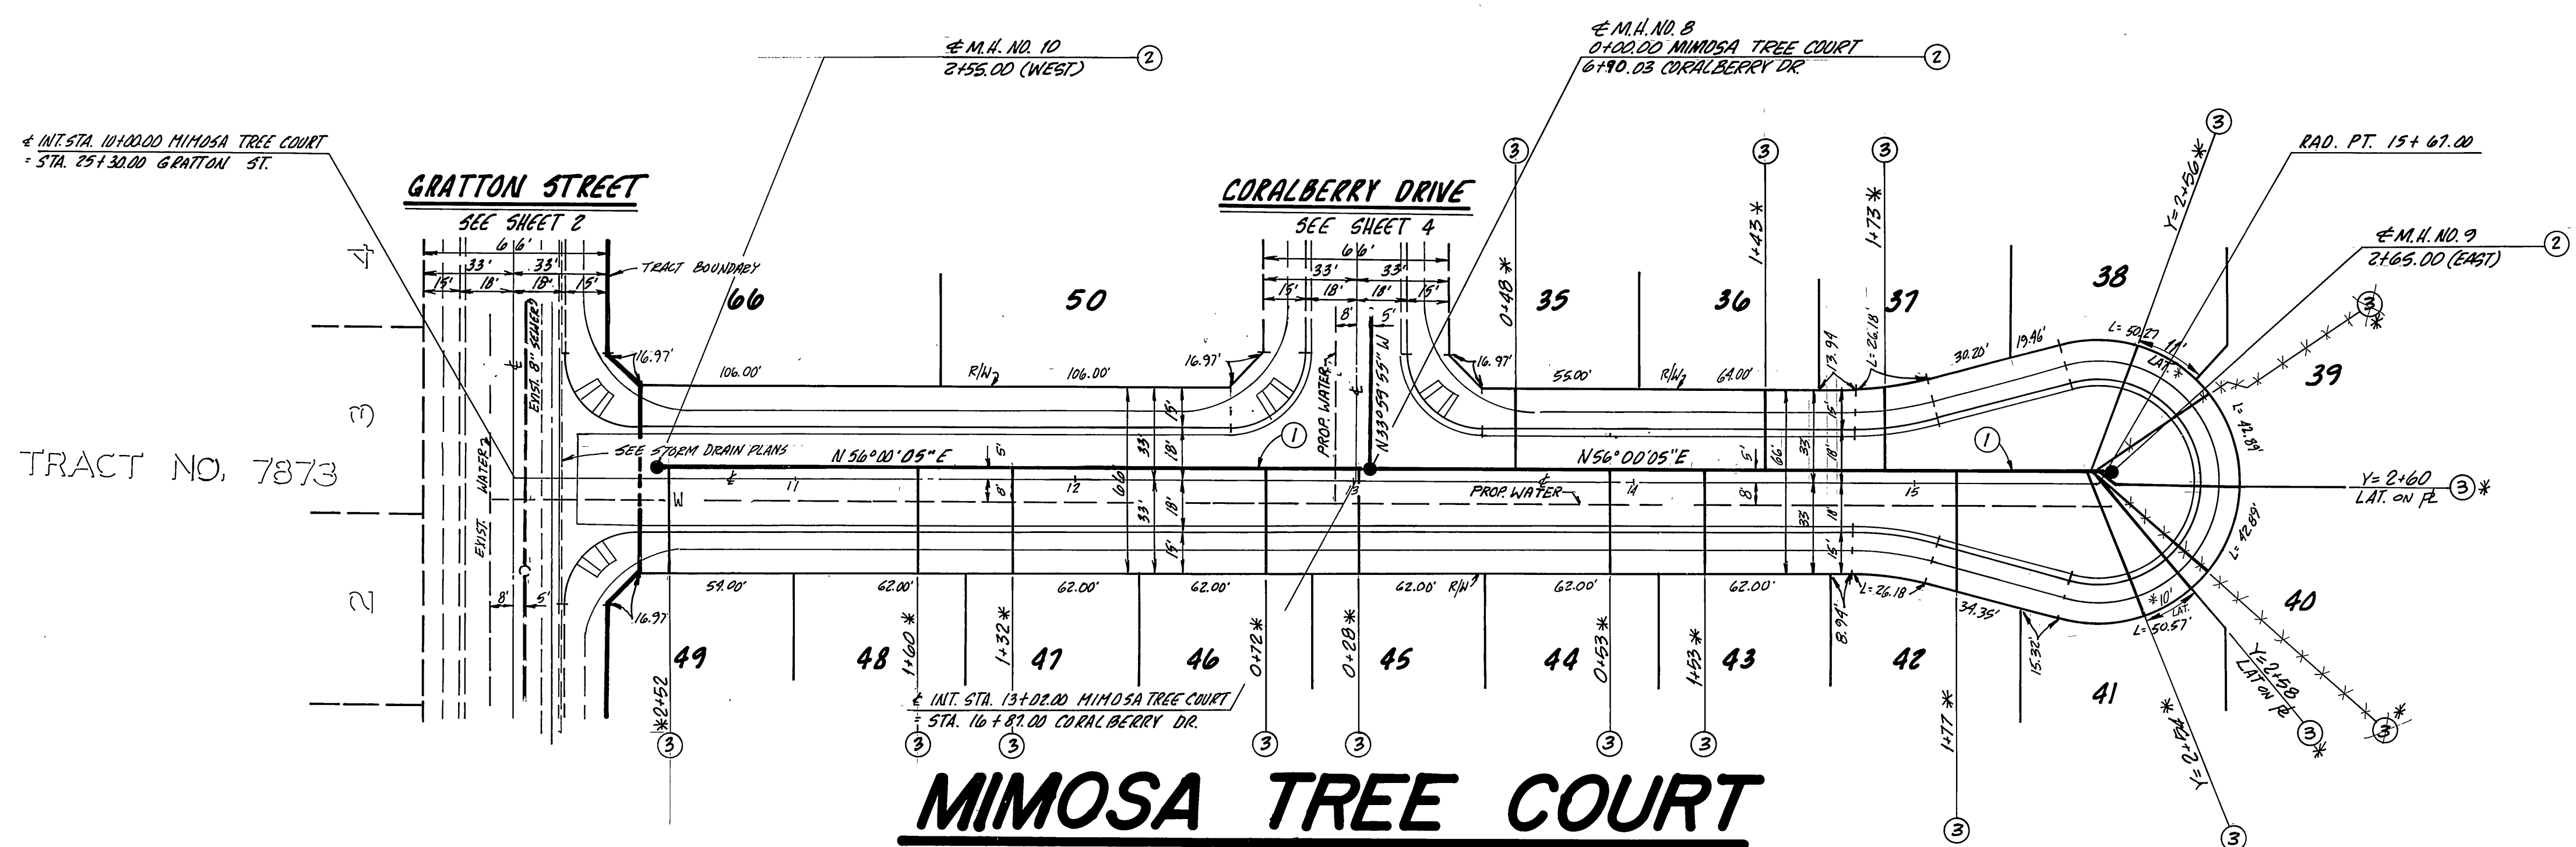 ℄ M.H. NO. 10
2+55.00 (WEST)
2
℄ M.H. NO. 8
0+00.00 MIMOSA TREE COURT
6+90.03 CORALBERRY DR.
2
℄ INT. STA. 10+00.00 MIMOSA TREE COURT
= STA. 25+30.00 GRATTON ST.
RAD. PT. 15+67.00
℄ M.H. NO. 9
2+65.00 (EAST)
2
GRATTON STREET
SEE SHEET 2
66'
33' 33'
15' 18' 18' 15'
TRACT BOUNDARY
CORALBERRY DRIVE
SEE SHEET 4
66'
33' 33'
15' 18' 18' 15'
8' 5'
3
0+48*
3
1+43*
3
1+73*
3
Y=2+56*
3
*
4
3
2
TRACT NO. 7873
66
50
35
36
37
38
39
EXIST. 8" SEWER
EXIST. WATER
16.97'
106.00'
R/W
106.00'
16.97'
PROP. WATER
℄
N33°59'55"W
16.97'
55.00'
R/W
64.00'
13.94
L=26.18'
30.20'
19.46'
L=50.27
11'
LAT.*
L=42.89'
SEE STORM DRAIN PLANS
N56°00'05"E
5'
1
N56°00'05"E
5'
1
℄
11
12
13
℄
14
15
W
8'
66'
33'
33'
15'
18'
18'
15'
PROP. WATER
8'
66'
33'
33'
15'
18'
18'
15'
Y=2+60
LAT. ON ℞
3 *
L=42.89'
8' 5'
16.97'
54.00'
62.00'
62.00'
62.00'
62.00'
R/W
62.00'
62.00'
8.94'
L=26.18
34.35'
15.32'
L=50.57'
*10'
LAT.
40
49
48
47
46
45
44
43
42
41
*2+52
3
1+60*
3
1+32*
3
0+72*
3
0+28*
3
0+53*
3
1+53*
3
1+77*
3
Y=2+54*
3
Y=2+58
LAT ON ℞
3
*
3
*
℄ INT. STA. 13+02.00 MIMOSA TREE COURT
= STA. 16+87.00 CORALBERRY DR.
MIMOSA TREE COURT